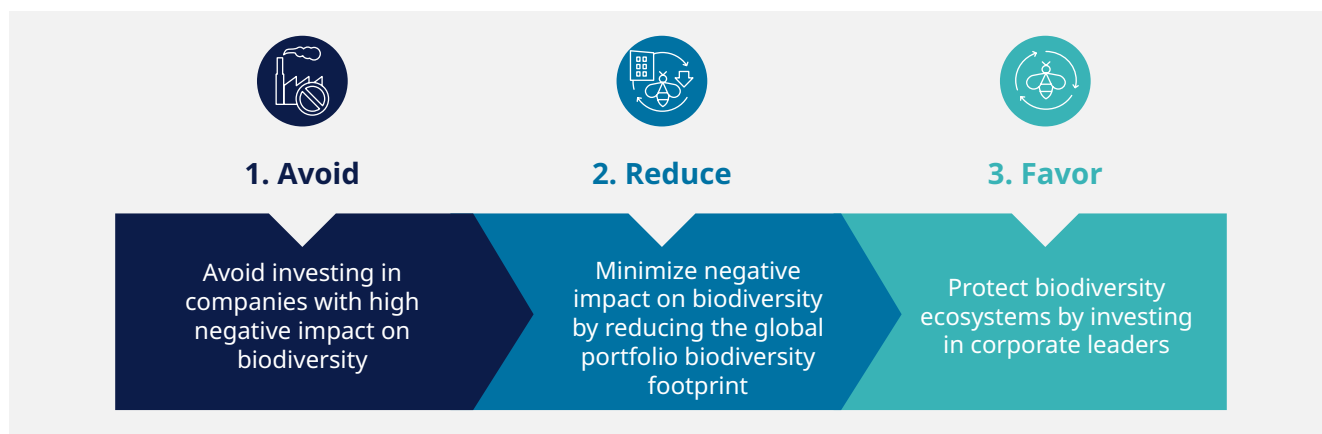 1. Avoid
2. Reduce
3. Favor
Avoid investing in
companies with high
negative impact on
biodiversity
Minimize negative
impact on biodiversity
by reducing the global
portfolio biodiversity
footprint
Protect biodiversity
ecosystems by investing
in corporate leaders